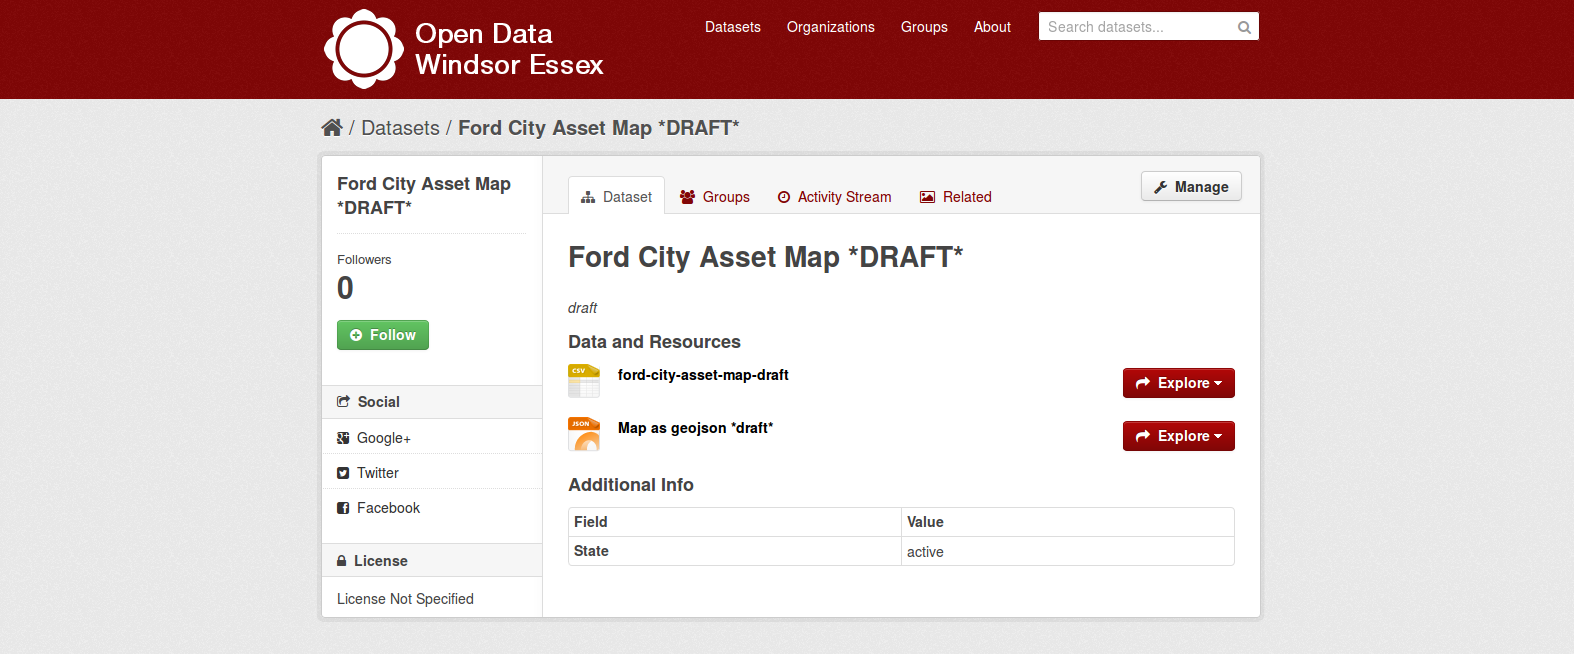 Open Data
Windsor Essex
Datasets Organizations Groups About Search datasets...
/ Datasets / Ford City Asset Map *DRAFT*
Ford City Asset Map
*DRAFT*
Followers
0
Follow
Social
Google+
Twitter
Facebook
License
License Not Specified
Dataset Groups Activity Stream Related Manage
Ford City Asset Map *DRAFT*
draft
Data and Resources
CSV ford-city-asset-map-draft Explore
JSON Map as geojson *draft* Explore
Additional Info
Field Value
State active